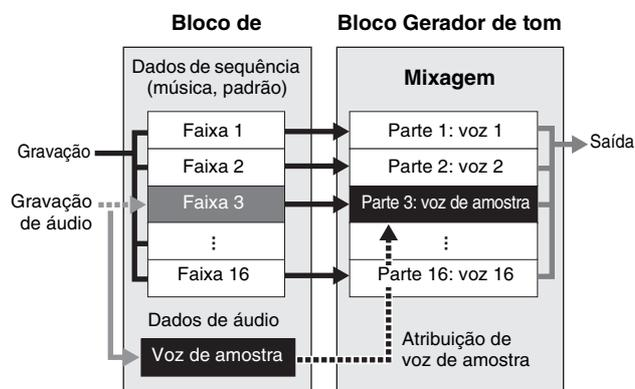 Bloco de
Bloco Gerador de tom
Dados de sequência
(música, padrão)
Mixagem
Gravação
Faixa 1
Parte 1: voz 1
Saída
Faixa 2
Parte 2: voz 2
Gravação
de áudio
Faixa 3
Parte 3: voz de amostra
⋮
⋮
Faixa 16
Parte 16: voz 16
Dados de áudio
Voz de amostra
Atribuição de
voz de amostra